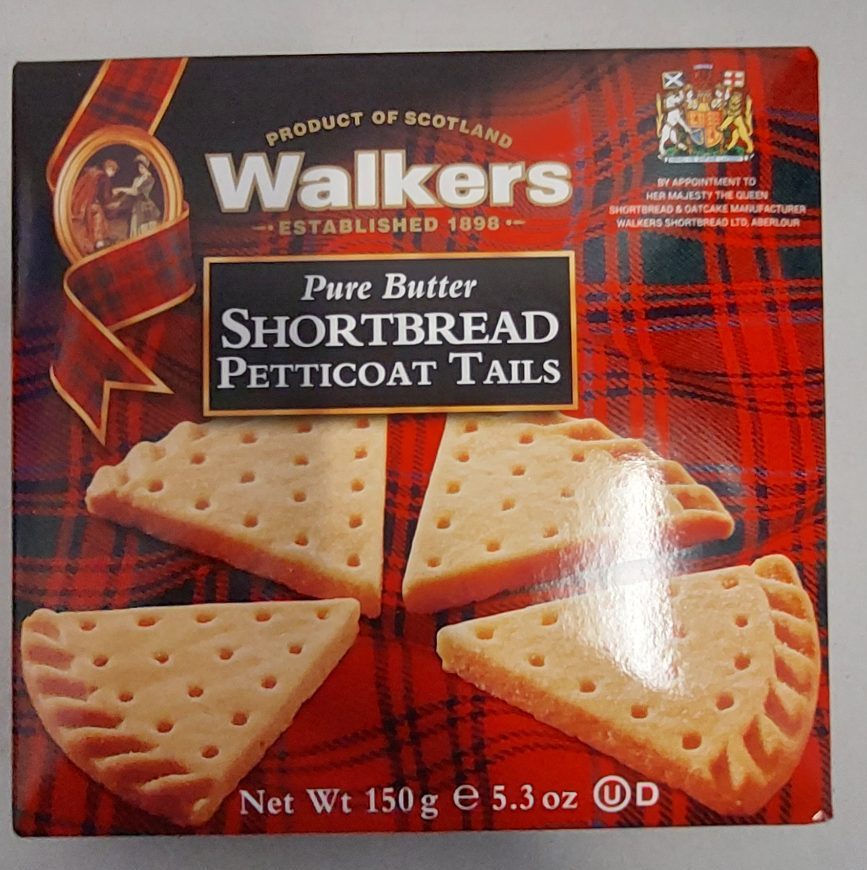 PRODUCT OF SCOTLAND
Walkers
ESTABLISHED 1898
BY APPOINTMENT TO
HER MAJESTY THE QUEEN
SHORTBREAD & OATCAKE MANUFACTURER
WALKERS SHORTBREAD LTD, ABERLOUR
Pure Butter
SHORTBREAD
PETTICOAT TAILS
Net Wt 150g ℮ 5.3 oz Ⓤ D